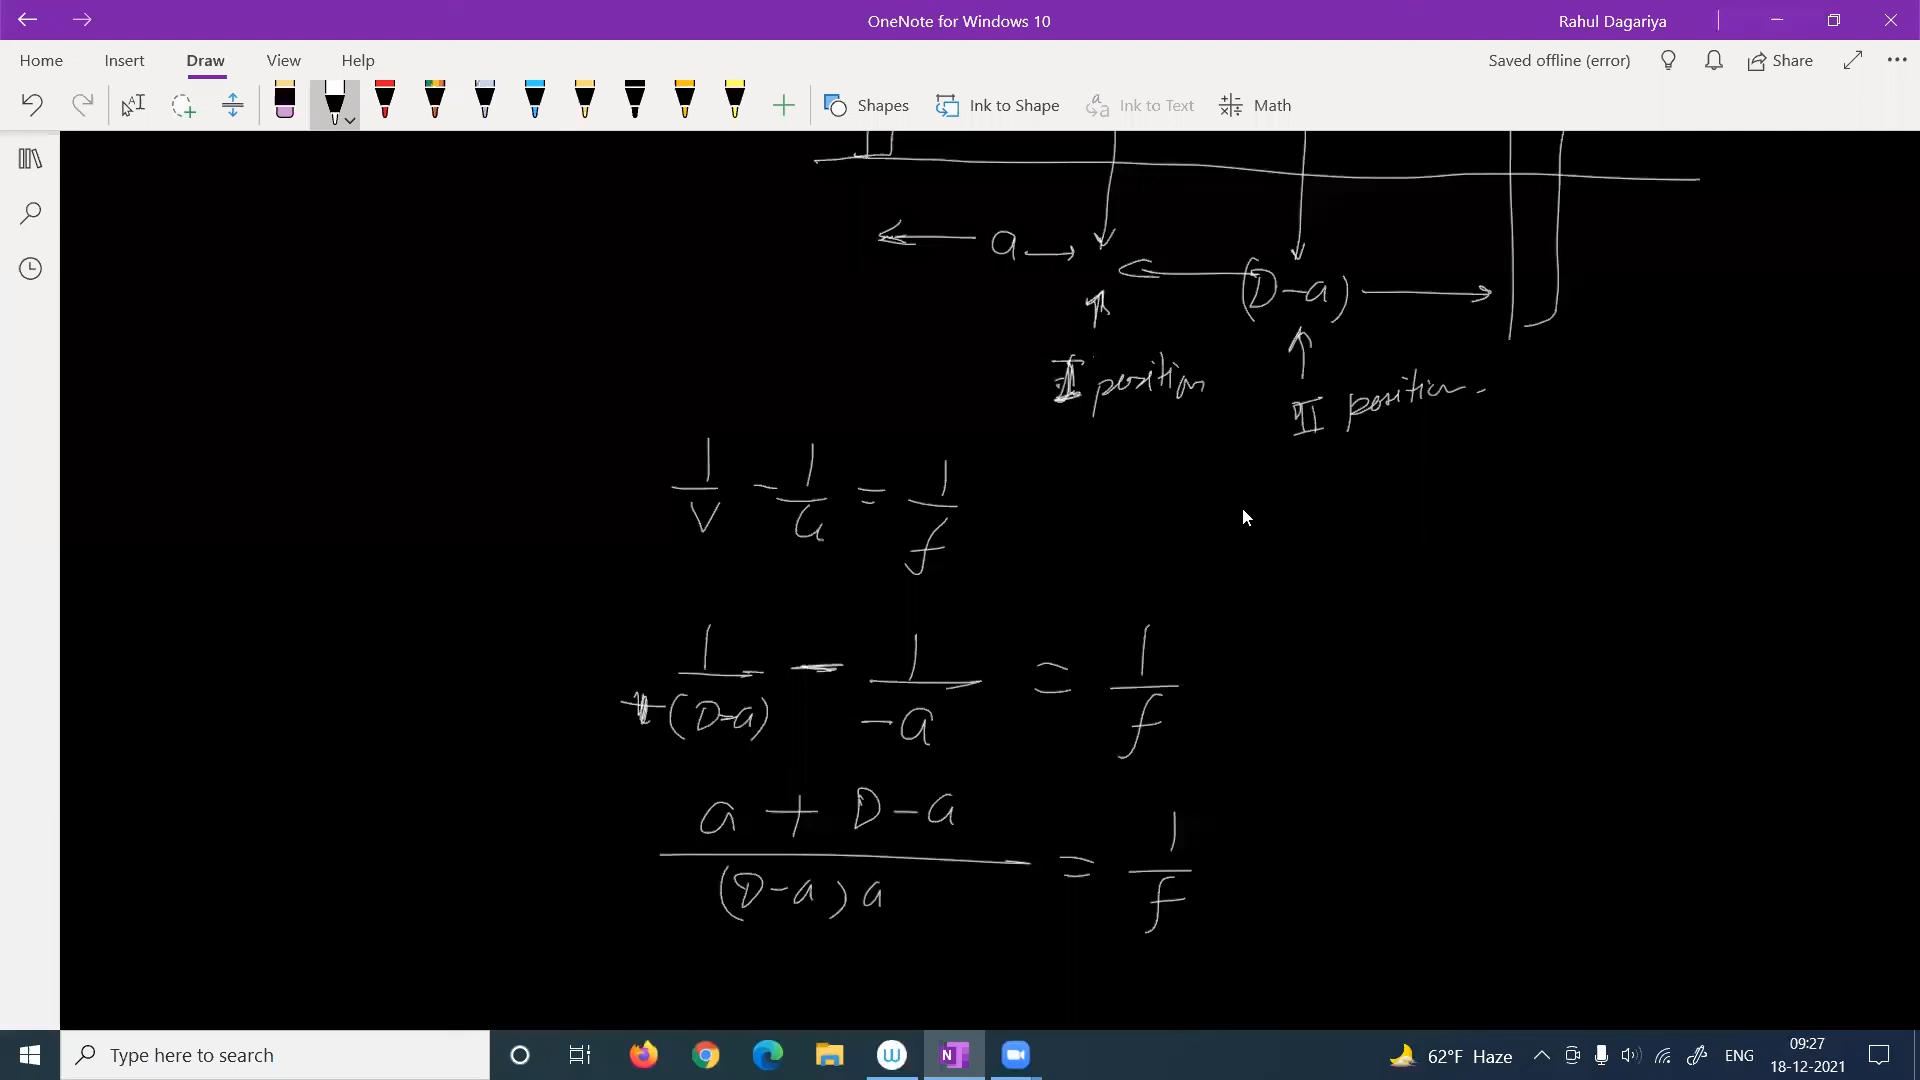 OneNote for Windows 10
Rahul Dagariya
Home Insert Draw View Help
Saved offline (error) Share
Shapes Ink to Shape Ink to Text Math
a
(D-a)
I position
II position-
1/V - 1/u = 1/f
1/+(D-a) - 1/-a = 1/f
a + D-a/(D-a)a = 1/f
Type here to search
62°F Haze
ENG
09:27
18-12-2021